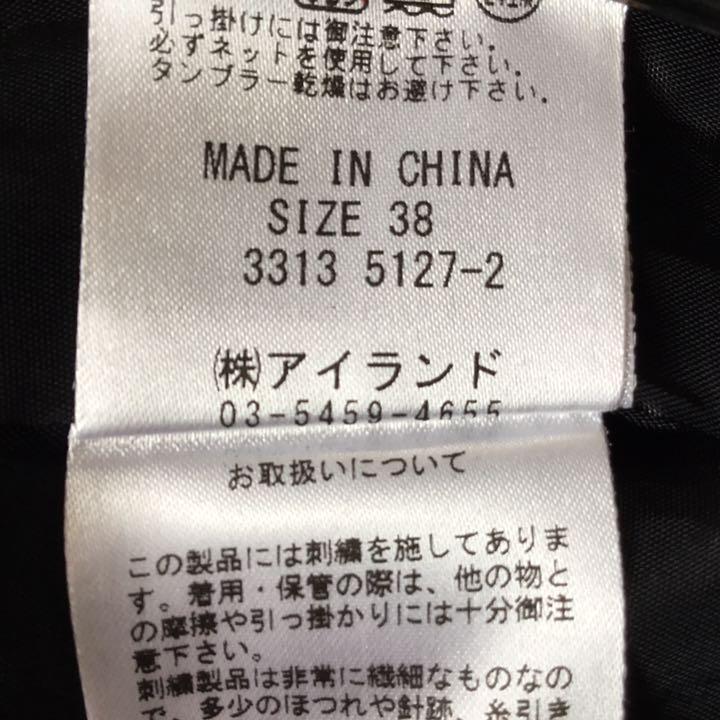 引っ掛けには御注意下さい.
必ずネットを使用して下さい.
タンブラー乾燥はお避け下さい.
MADE IN CHINA
SIZE 38
3313 5127-2
㈱アイランド
03-5459-4655
お取扱いについて
この製品には刺繍を施してありま
す。着用・保管の際は、他の物と
の摩擦や引っ掛かりには十分御注
意下さい。
刺繍製品は非常に繊細なものなの
で、多少のほつれや針跡、糸引き